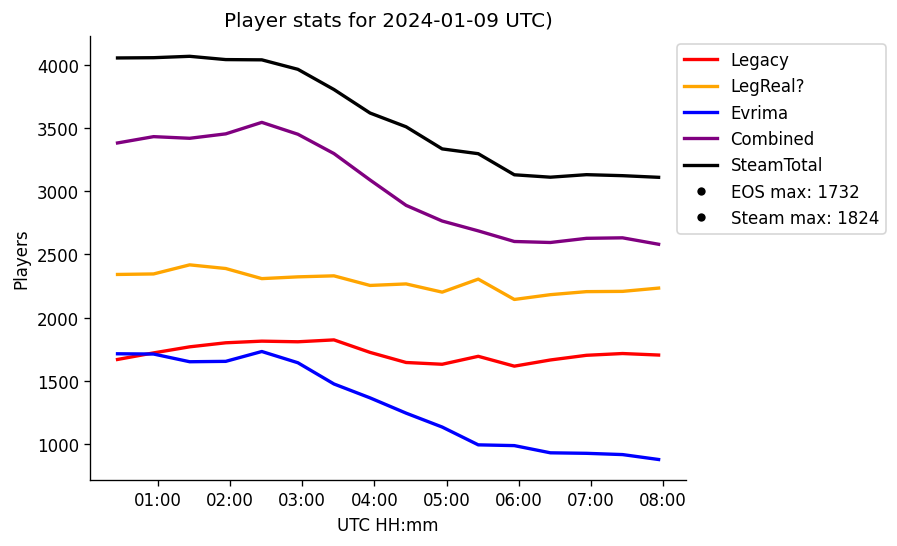 Player stats for 2024-01-09 UTC)
Players
4000
3500
3000
2500
2000
1500
1000
01:00 02:00 03:00 04:00 05:00 06:00 07:00 08:00
UTC HH:mm
Legacy
LegReal?
Evrima
Combined
SteamTotal
EOS max: 1732
Steam max: 1824